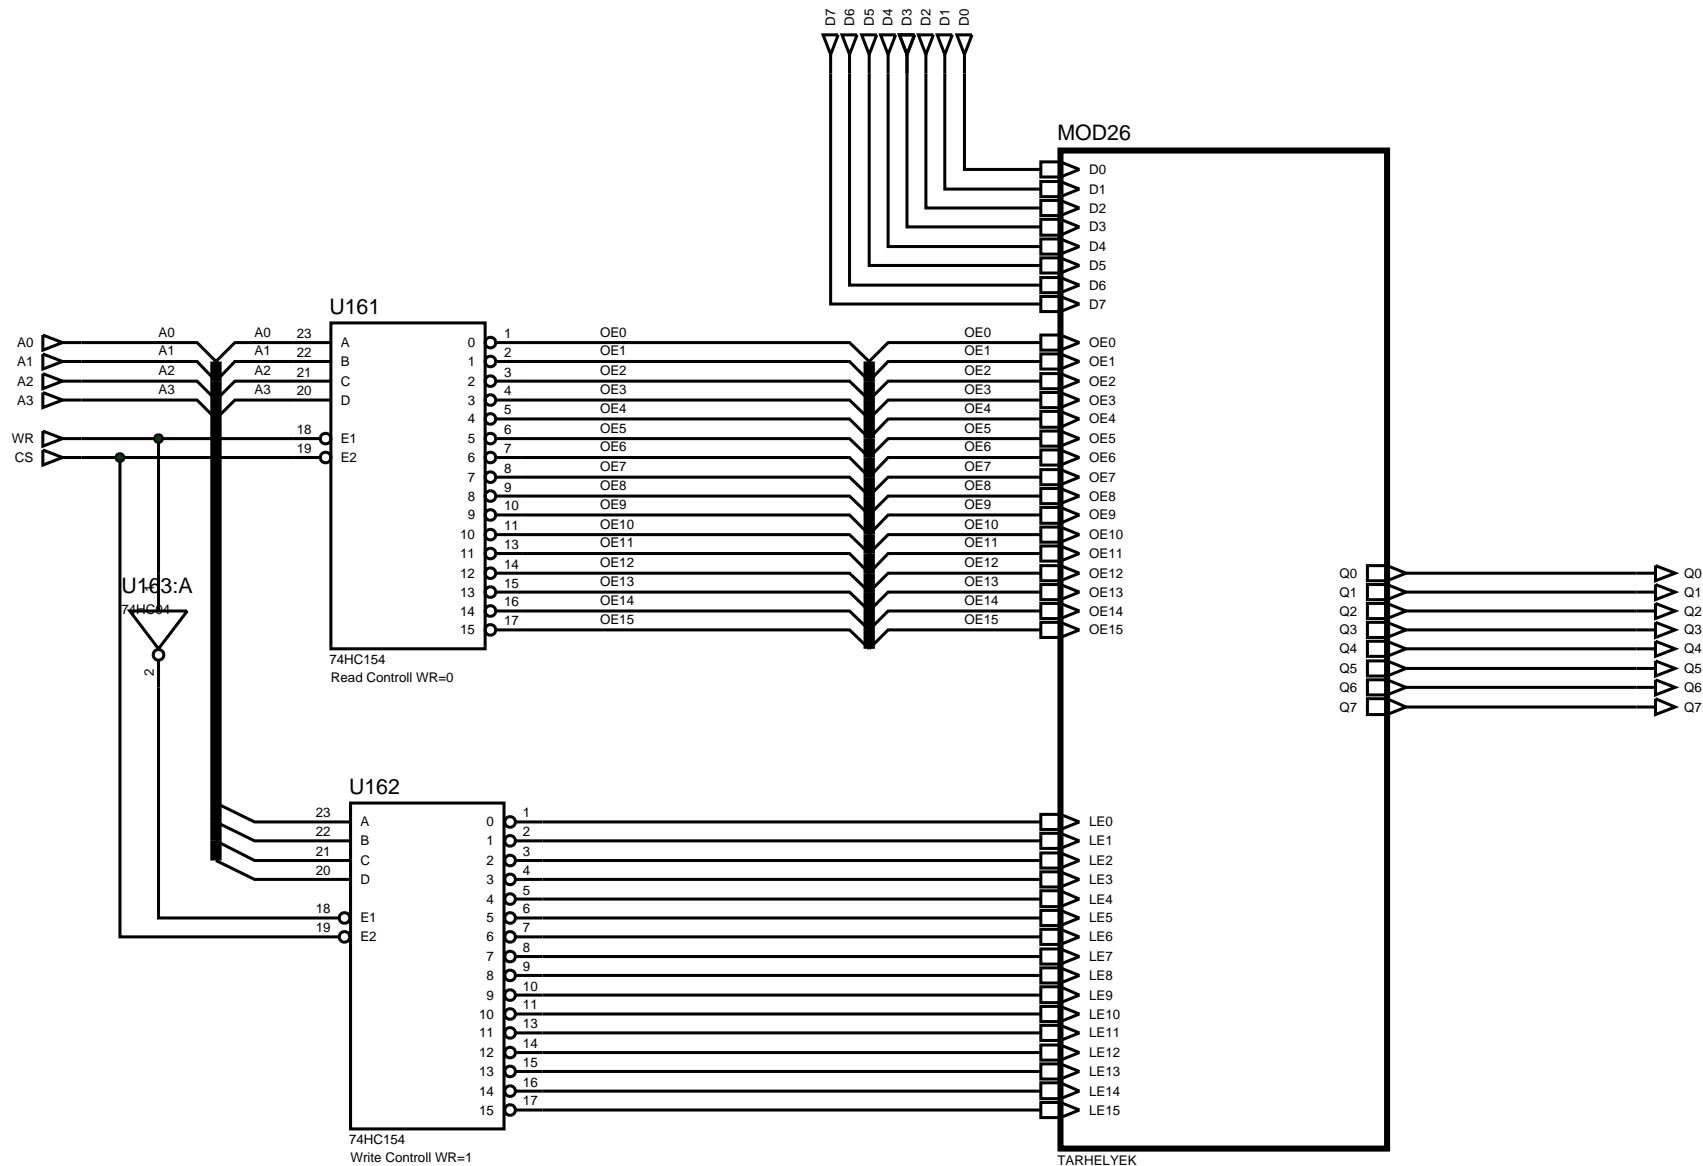 D7 D6 D5 D4 D3 D2 D1 D0
MOD26
D0
D1
D2
D3
D4
D5
D6
D7
U161
A0 A0 A0 23 A 0 1 OE0 OE0 OE0
A1 A1 A1 22 B 1 2 OE1 OE1 OE1
A2 A2 A2 21 C 2 3 OE2 OE2 OE2
A3 A3 A3 20 D 3 4 OE3 OE3 OE3
4 5 OE4 OE4 OE4
WR 18 E1 5 6 OE5 OE5 OE5
CS 19 E2 6 7 OE6 OE6 OE6
7 8 OE7 OE7 OE7
8 9 OE8 OE8 OE8
9 10 OE9 OE9 OE9
10 11 OE10 OE10 OE10
11 13 OE11 OE11 OE11
12 14 OE12 OE12 OE12
13 15 OE13 OE13 OE13
14 16 OE14 OE14 OE14
15 17 OE15 OE15 OE15
74HC154
Read Controll WR=0
U163:A
1
74HC04
2
Q0 Q0
Q1 Q1
Q2 Q2
Q3 Q3
Q4 Q4
Q5 Q5
Q6 Q6
Q7 Q7
U162
23 A 0 1 LE0
22 B 1 2 LE1
21 C 2 3 LE2
20 D 3 4 LE3
4 5 LE4
18 E1 5 6 LE5
19 E2 6 7 LE6
7 8 LE7
8 9 LE8
9 10 LE9
10 11 LE10
11 13 LE11
12 14 LE12
13 15 LE13
14 16 LE14
15 17 LE15
74HC154
Write Controll WR=1
TARHELYEK